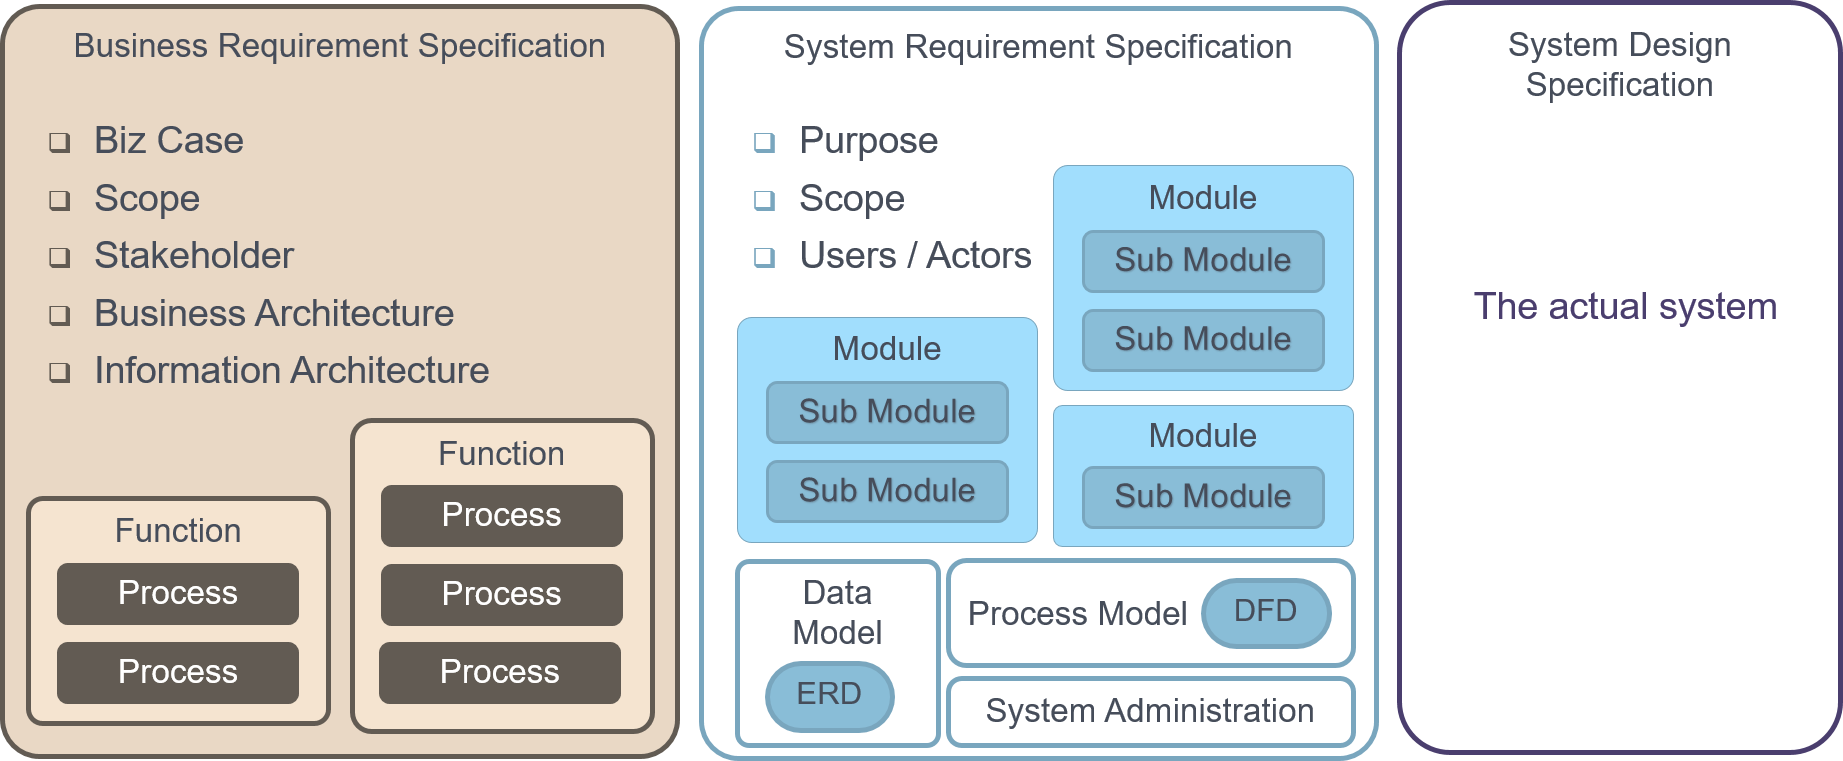 Business Requirement Specification
Biz Case
Scope
Stakeholder
Business Architecture
Information Architecture
Function
Process
Process
Function
Process
Process
Process
System Requirement Specification
Purpose
Scope
Users / Actors
Module
Sub Module
Sub Module
Module
Sub Module
Sub Module
Module
Sub Module
Data
Model
ERD
Process Model
DFD
System Administration
System Design
Specification
The actual system